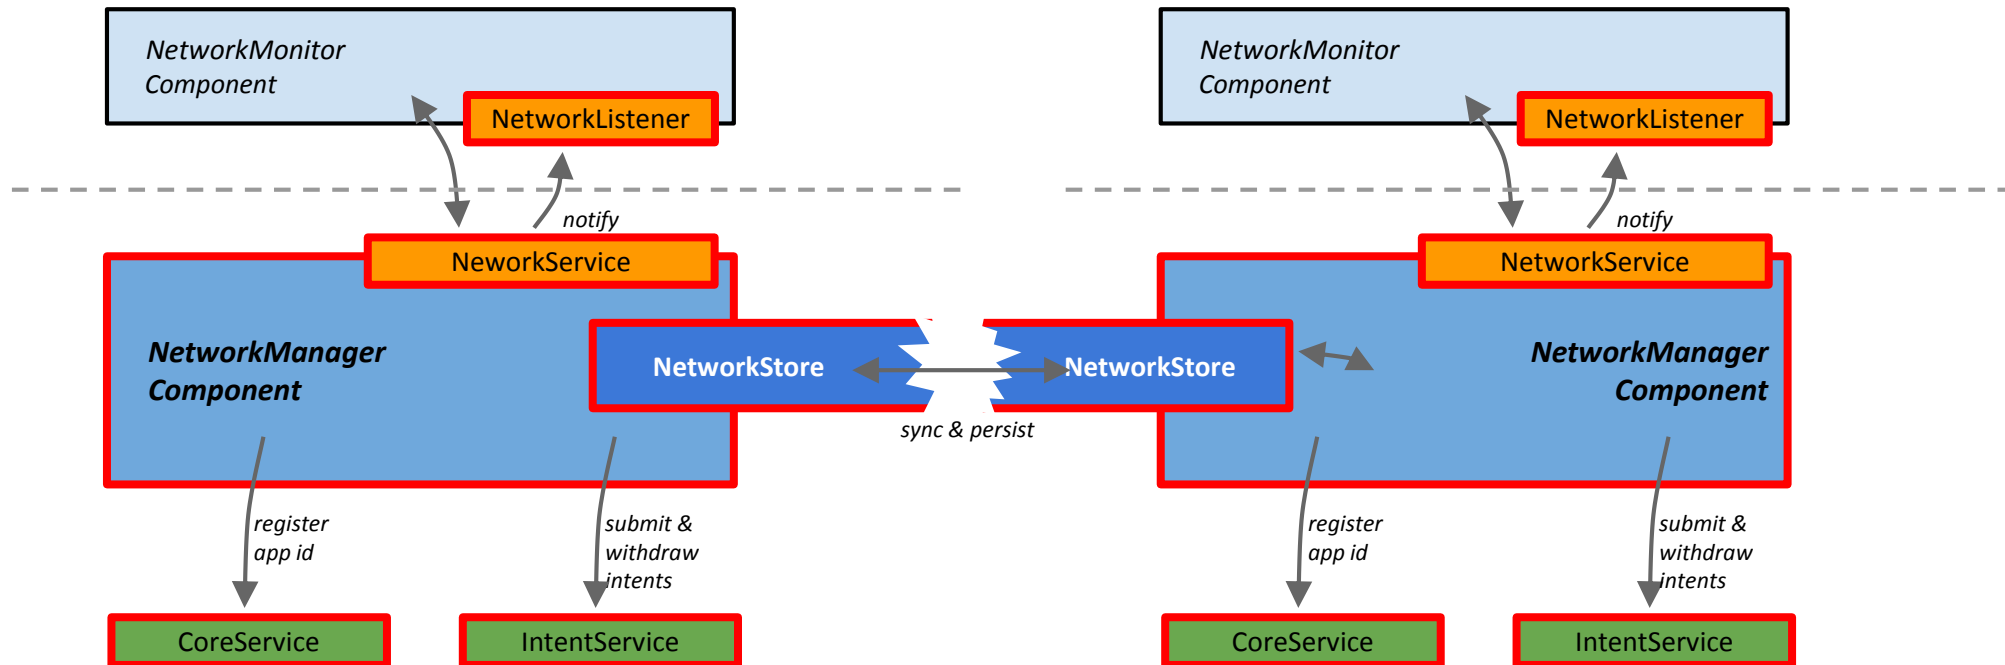 NetworkMonitor
Component
NetworkListener
notify
NeworkService
NetworkManager
Component
NetworkStore
register
app id
submit &
withdraw
intents
CoreService
IntentService
sync & persist
NetworkMonitor
Component
NetworkListener
notify
NetworkService
NetworkStore
NetworkManager
Component
register
app id
submit &
withdraw
intents
CoreService
IntentService